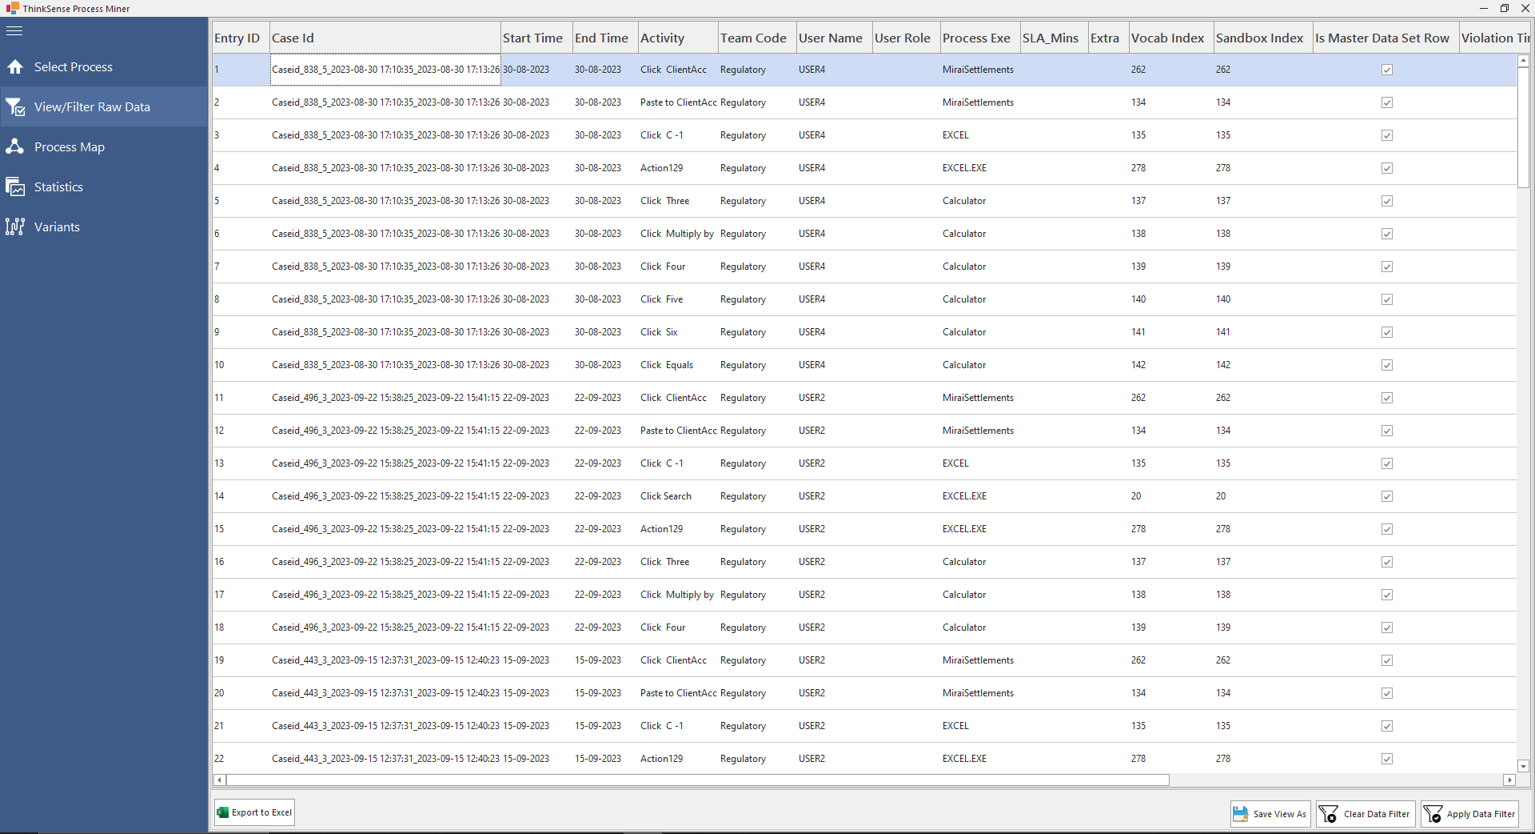 ThinkSense Process Miner
Select Process
View/Filter Raw Data
Process Map
Statistics
Variants
Entry ID Case Id Start Time End Time Activity Team Code User Name User Role Process Exe SLA_Mins Extra Vocab Index Sandbox Index Is Master Data Set Row Violation Tir
1 Caseid_838_5_2023-08-30 17:10:35_2023-08-30 17:13:26 30-08-2023 30-08-2023 Click ClientAcc Regulatory USER4 MiraiSettlements 262 262
2 Caseid_838_5_2023-08-30 17:10:35_2023-08-30 17:13:26 30-08-2023 30-08-2023 Paste to ClientAcc Regulatory USER4 MiraiSettlements 134 134
3 Caseid_838_5_2023-08-30 17:10:35_2023-08-30 17:13:26 30-08-2023 30-08-2023 Click C -1 Regulatory USER4 EXCEL 135 135
4 Caseid_838_5_2023-08-30 17:10:35_2023-08-30 17:13:26 30-08-2023 30-08-2023 Action129 Regulatory USER4 EXCEL.EXE 278 278
5 Caseid_838_5_2023-08-30 17:10:35_2023-08-30 17:13:26 30-08-2023 30-08-2023 Click Three Regulatory USER4 Calculator 137 137
6 Caseid_838_5_2023-08-30 17:10:35_2023-08-30 17:13:26 30-08-2023 30-08-2023 Click Multiply by Regulatory USER4 Calculator 138 138
7 Caseid_838_5_2023-08-30 17:10:35_2023-08-30 17:13:26 30-08-2023 30-08-2023 Click Four Regulatory USER4 Calculator 139 139
8 Caseid_838_5_2023-08-30 17:10:35_2023-08-30 17:13:26 30-08-2023 30-08-2023 Click Five Regulatory USER4 Calculator 140 140
9 Caseid_838_5_2023-08-30 17:10:35_2023-08-30 17:13:26 30-08-2023 30-08-2023 Click Six Regulatory USER4 Calculator 141 141
10 Caseid_838_5_2023-08-30 17:10:35_2023-08-30 17:13:26 30-08-2023 30-08-2023 Click Equals Regulatory USER4 Calculator 142 142
11 Caseid_496_3_2023-09-22 15:38:25_2023-09-22 15:41:15 22-09-2023 22-09-2023 Click ClientAcc Regulatory USER2 MiraiSettlements 262 262
12 Caseid_496_3_2023-09-22 15:38:25_2023-09-22 15:41:15 22-09-2023 22-09-2023 Paste to ClientAcc Regulatory USER2 MiraiSettlements 134 134
13 Caseid_496_3_2023-09-22 15:38:25_2023-09-22 15:41:15 22-09-2023 22-09-2023 Click C -1 Regulatory USER2 EXCEL 135 135
14 Caseid_496_3_2023-09-22 15:38:25_2023-09-22 15:41:15 22-09-2023 22-09-2023 Click Search Regulatory USER2 EXCEL.EXE 20 20
15 Caseid_496_3_2023-09-22 15:38:25_2023-09-22 15:41:15 22-09-2023 22-09-2023 Action129 Regulatory USER2 EXCEL.EXE 278 278
16 Caseid_496_3_2023-09-22 15:38:25_2023-09-22 15:41:15 22-09-2023 22-09-2023 Click Three Regulatory USER2 Calculator 137 137
17 Caseid_496_3_2023-09-22 15:38:25_2023-09-22 15:41:15 22-09-2023 22-09-2023 Click Multiply by Regulatory USER2 Calculator 138 138
18 Caseid_496_3_2023-09-22 15:38:25_2023-09-22 15:41:15 22-09-2023 22-09-2023 Click Four Regulatory USER2 Calculator 139 139
19 Caseid_443_3_2023-09-15 12:37:31_2023-09-15 12:40:23 15-09-2023 15-09-2023 Click ClientAcc Regulatory USER2 MiraiSettlements 262 262
20 Caseid_443_3_2023-09-15 12:37:31_2023-09-15 12:40:23 15-09-2023 15-09-2023 Paste to ClientAcc Regulatory USER2 MiraiSettlements 134 134
21 Caseid_443_3_2023-09-15 12:37:31_2023-09-15 12:40:23 15-09-2023 15-09-2023 Click C -1 Regulatory USER2 EXCEL 135 135
22 Caseid_443_3_2023-09-15 12:37:31_2023-09-15 12:40:23 15-09-2023 15-09-2023 Action129 Regulatory USER2 EXCEL.EXE 278 278
Export to Excel Save View As Clear Data Filter Apply Data Filter